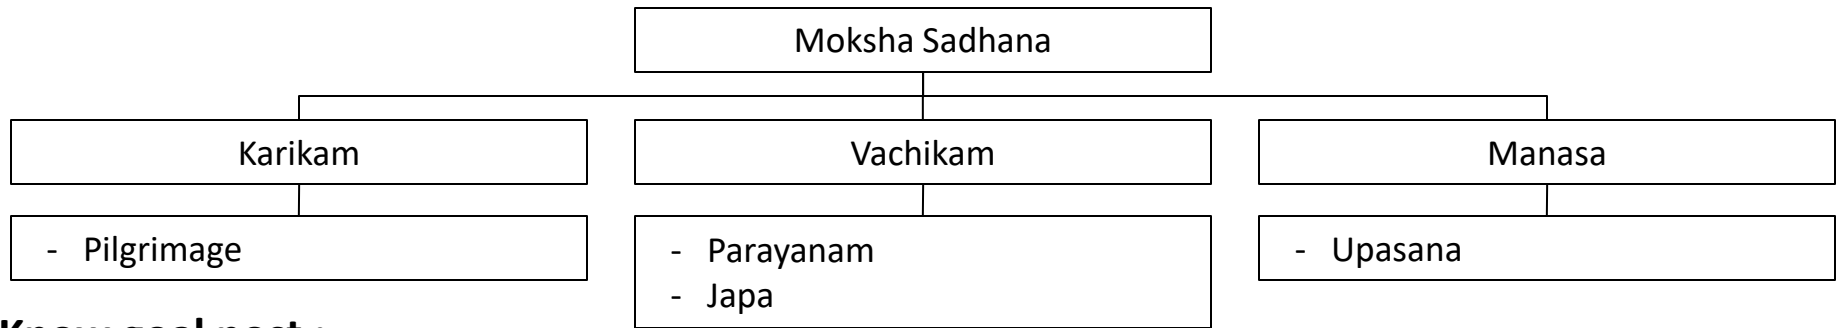 Moksha Sadhana
Karikam
Vachikam
Manasa
- Pilgrimage
- Parayanam
- Japa
- Upasana